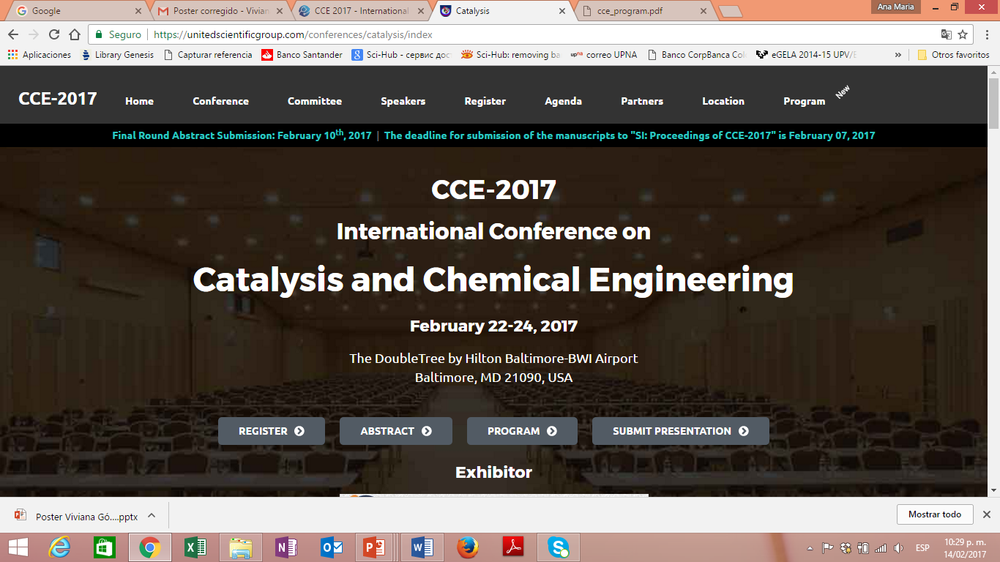 Ana Maria
Google
Poster corregido - Vivian
CCE 2017 - International
Catalysis
cce_program.pdf
Seguro
https://unitedscientificgroup.com/conferences/catalysis/index
Aplicaciones
Library Genesis
Capturar referencia
Banco Santander
Sci-Hub - сервис дос
Sci-Hub: removing ba
upna correo UPNA
Banco CorpBanca Col
eGELA 2014-15 UPV/E
»
Otros favoritos
CCE-2017
Home
Conference
Committee
Speakers
Register
Agenda
Partners
Location
Program
New
Final Round Abstract Submission: February 10th, 2017 | The deadline for submission of the manuscripts to "SI: Proceedings of CCE-2017" is February 07, 2017
CCE-2017
International Conference on
Catalysis and Chemical Engineering
February 22-24, 2017
The DoubleTree by Hilton Baltimore-BWI Airport
Baltimore, MD 21090, USA
REGISTER
ABSTRACT
PROGRAM
SUBMIT PRESENTATION
Exhibitor
Poster Viviana Gó....pptx
Mostrar todo
ESP
10:29 p. m.
14/02/2017